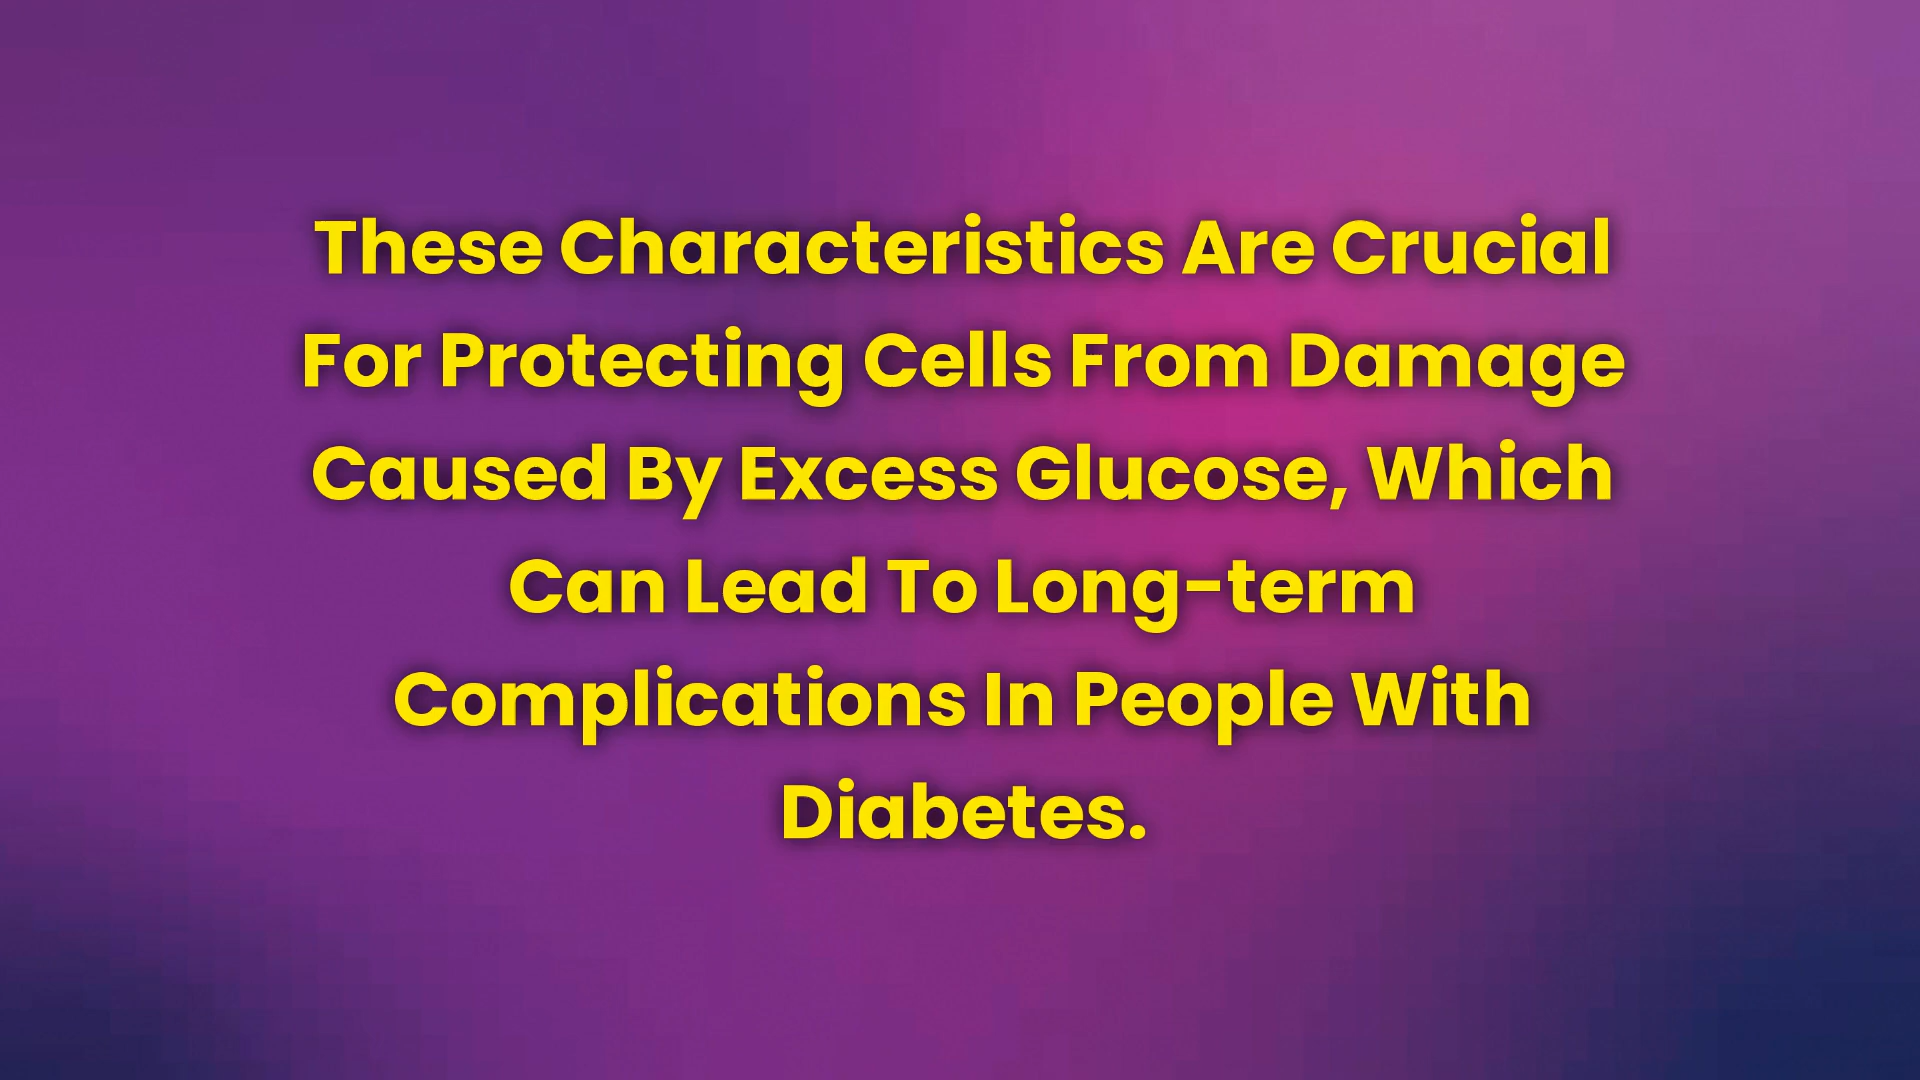 These Characteristics Are Crucial
For Protecting Cells From Damage
Caused By Excess Glucose, Which
Can Lead To Long-term
Complications In People With
Diabetes.